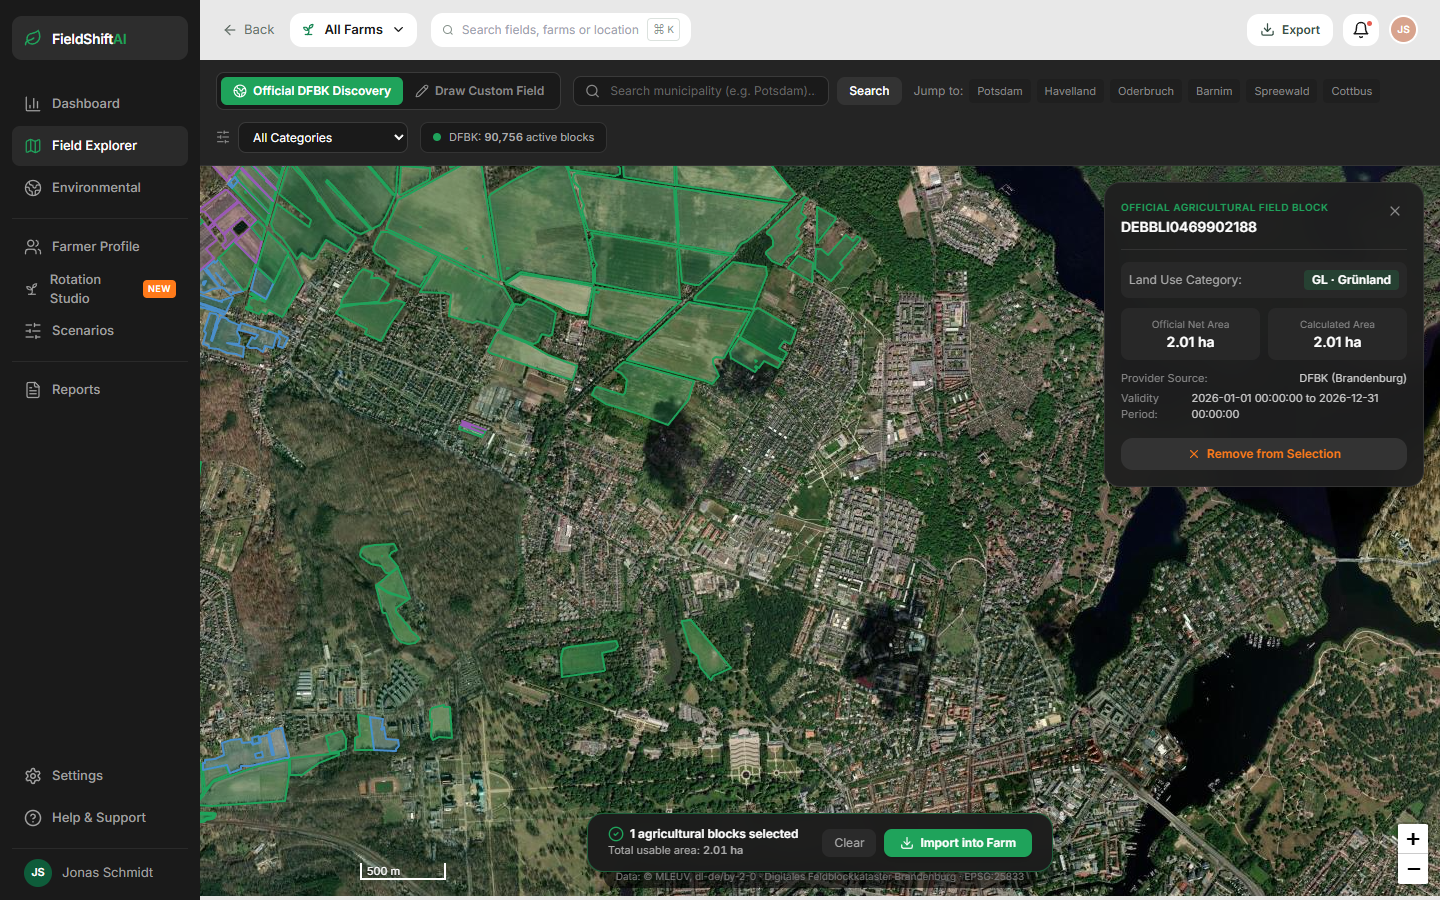 FieldShiftAI
Back
All Farms
Search fields, farms or location
⌘ K
Export
JS
Dashboard
Field Explorer
Environmental
Farmer Profile
Rotation
Studio
NEW
Scenarios
Reports
Settings
Help & Support
JS
Jonas Schmidt
Official DFBK Discovery
Draw Custom Field
Search municipality (e.g. Potsdam)...
Search
Jump to:
Potsdam
Havelland
Oderbruch
Barnim
Spreewald
Cottbus
All Categories
DFBK: 90,756 active blocks
OFFICIAL AGRICULTURAL FIELD BLOCK
DEBBLI0469902188
Land Use Category:
GL · Grünland
Official Net Area
2.01 ha
Calculated Area
2.01 ha
Provider Source:
DFBK (Brandenburg)
Validity
Period:
2026-01-01 00:00:00 to 2026-12-31
00:00:00
Remove from Selection
1 agricultural blocks selected
Total usable area: 2.01 ha
Clear
Import into Farm
500 m
Data: © MLEUV, dl-de/by-2-0 · Digitales Feldblockkataster Brandenburg · EPSG:25833
+
−